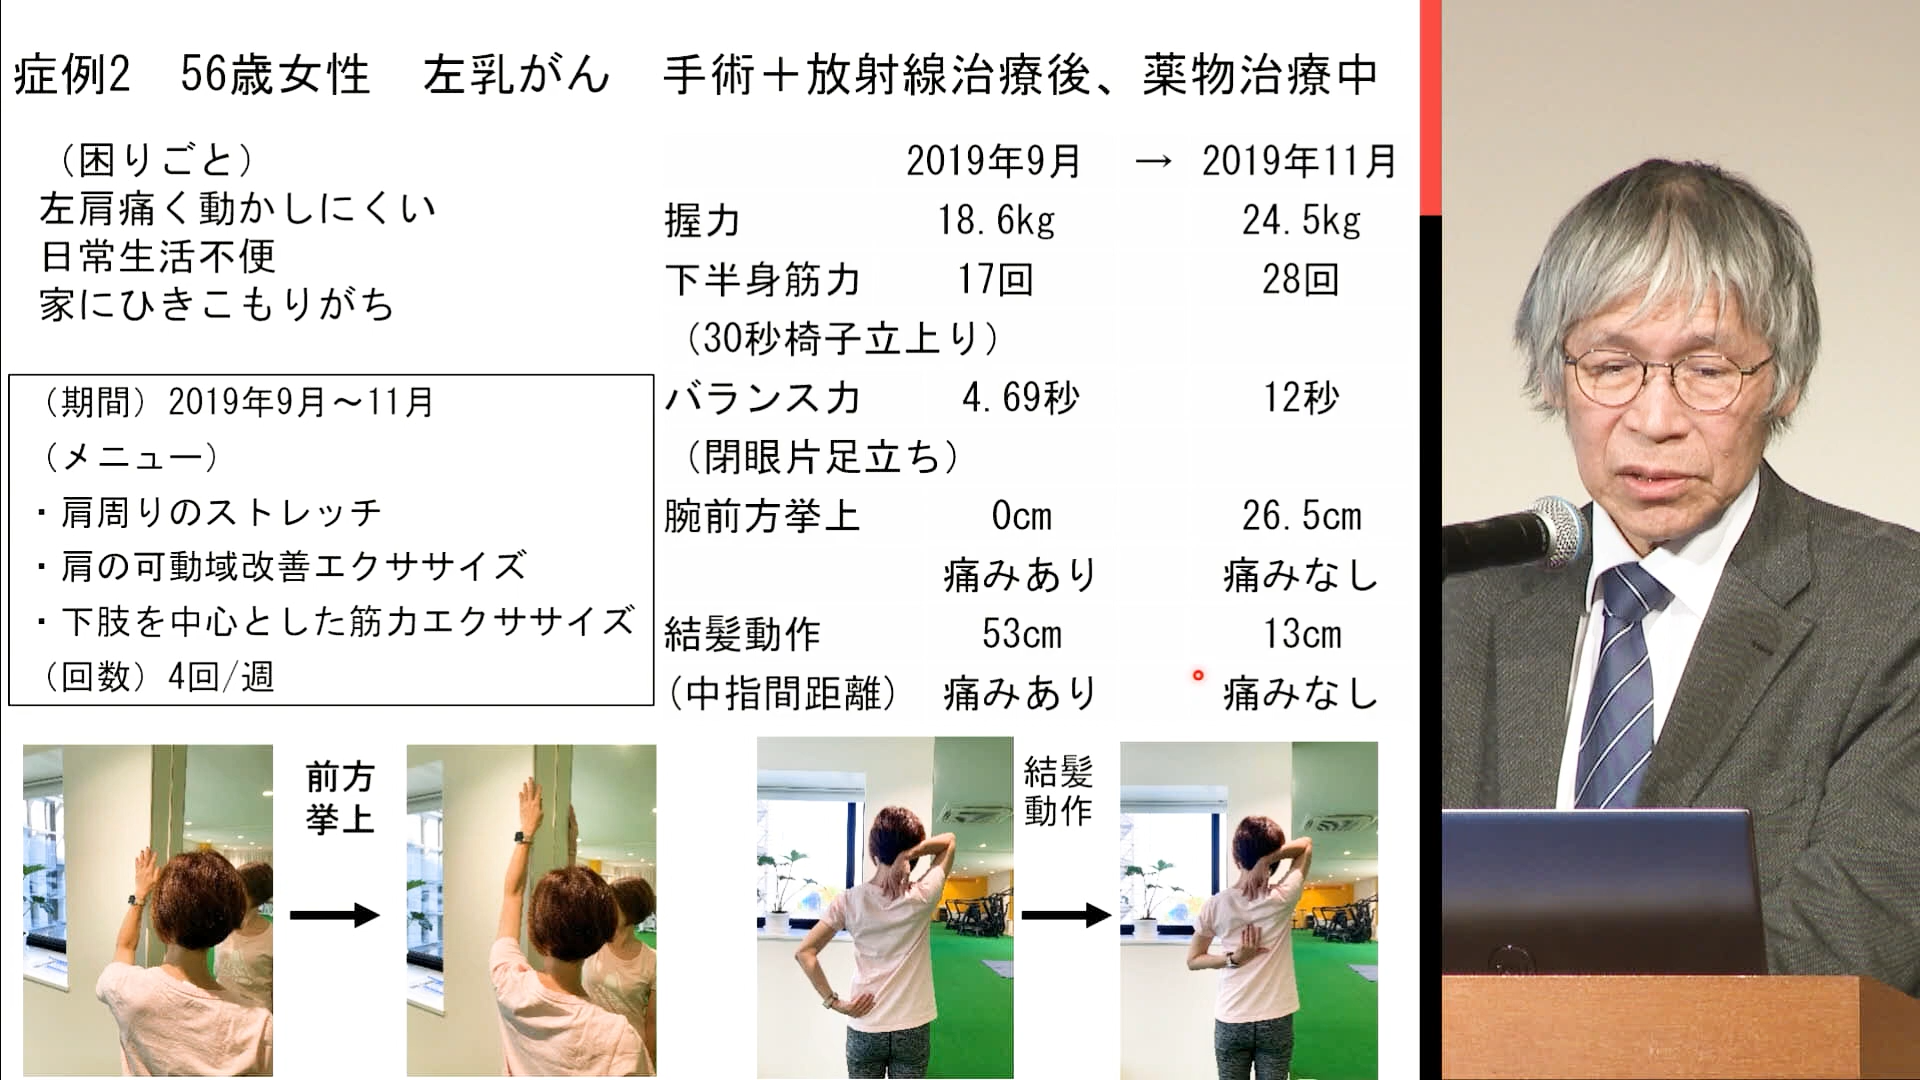 症例2　56歳女性　左乳がん　手術＋放射線治療後、薬物治療中
（困りごと）
左肩痛く動かしにくい
日常生活不便
家にひきこもりがち
（期間）2019年9月～11月
（メニュー）
・肩周りのストレッチ
・肩の可動域改善エクササイズ
・下肢を中心とした筋力エクササイズ
（回数）4回/週
2019年9月　→　2019年11月
握力　18.6kg　24.5kg
下半身筋力　17回　28回
（30秒椅子立上り）
バランス力　4.69秒　12秒
（閉眼片足立ち）
腕前方挙上　0cm　26.5cm
痛みあり　痛みなし
結髪動作　53cm　13cm
（中指間距離）　痛みあり　痛みなし
前方
挙上
結髪
動作